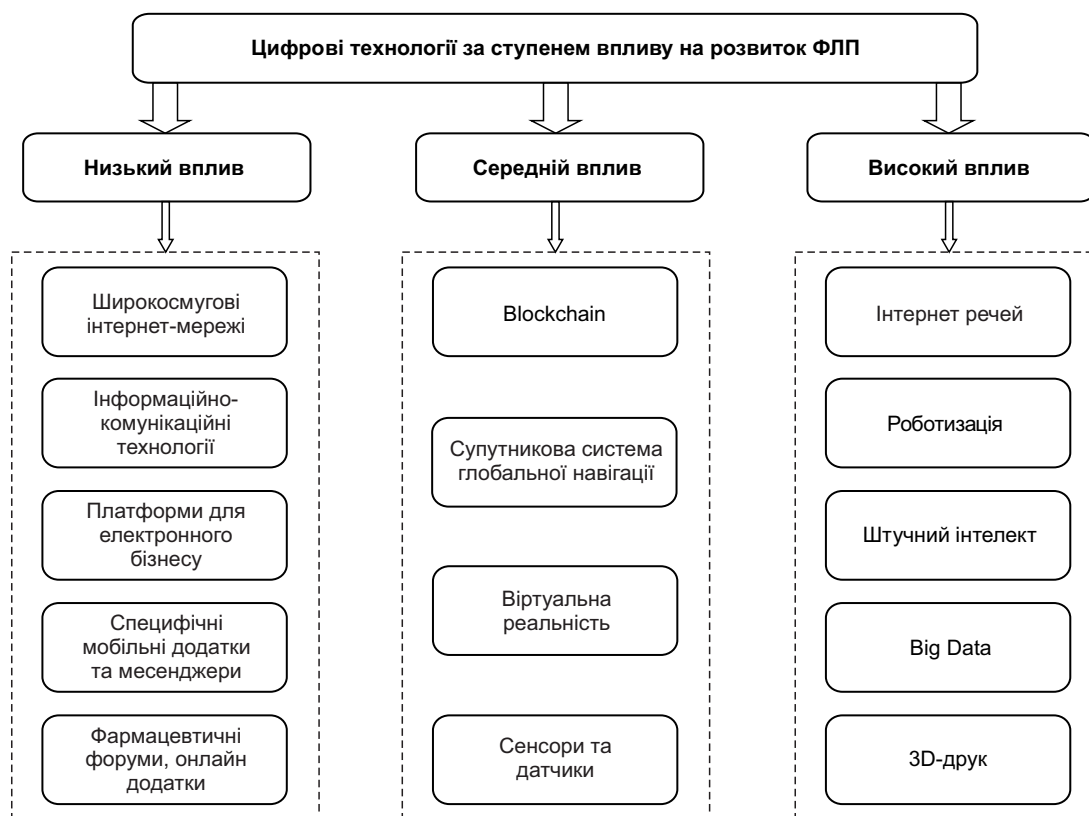 Цифрові технології за ступенем впливу на розвиток ФЛП
Низький вплив
Середній вплив
Високий вплив
Широкосмугові
інтернет-мережі
Інформаційно-
комунікаційні
технології
Платформи для
електронного
бізнесу
Специфічні
мобільні додатки
та месенджери
Фармацевтичні
форуми, онлайн
додатки
Blockchain
Супутникова система
глобальної навігації
Віртуальна
реальність
Сенсори та
датчики
Інтернет речей
Роботизація
Штучний інтелект
Big Data
3D-друк